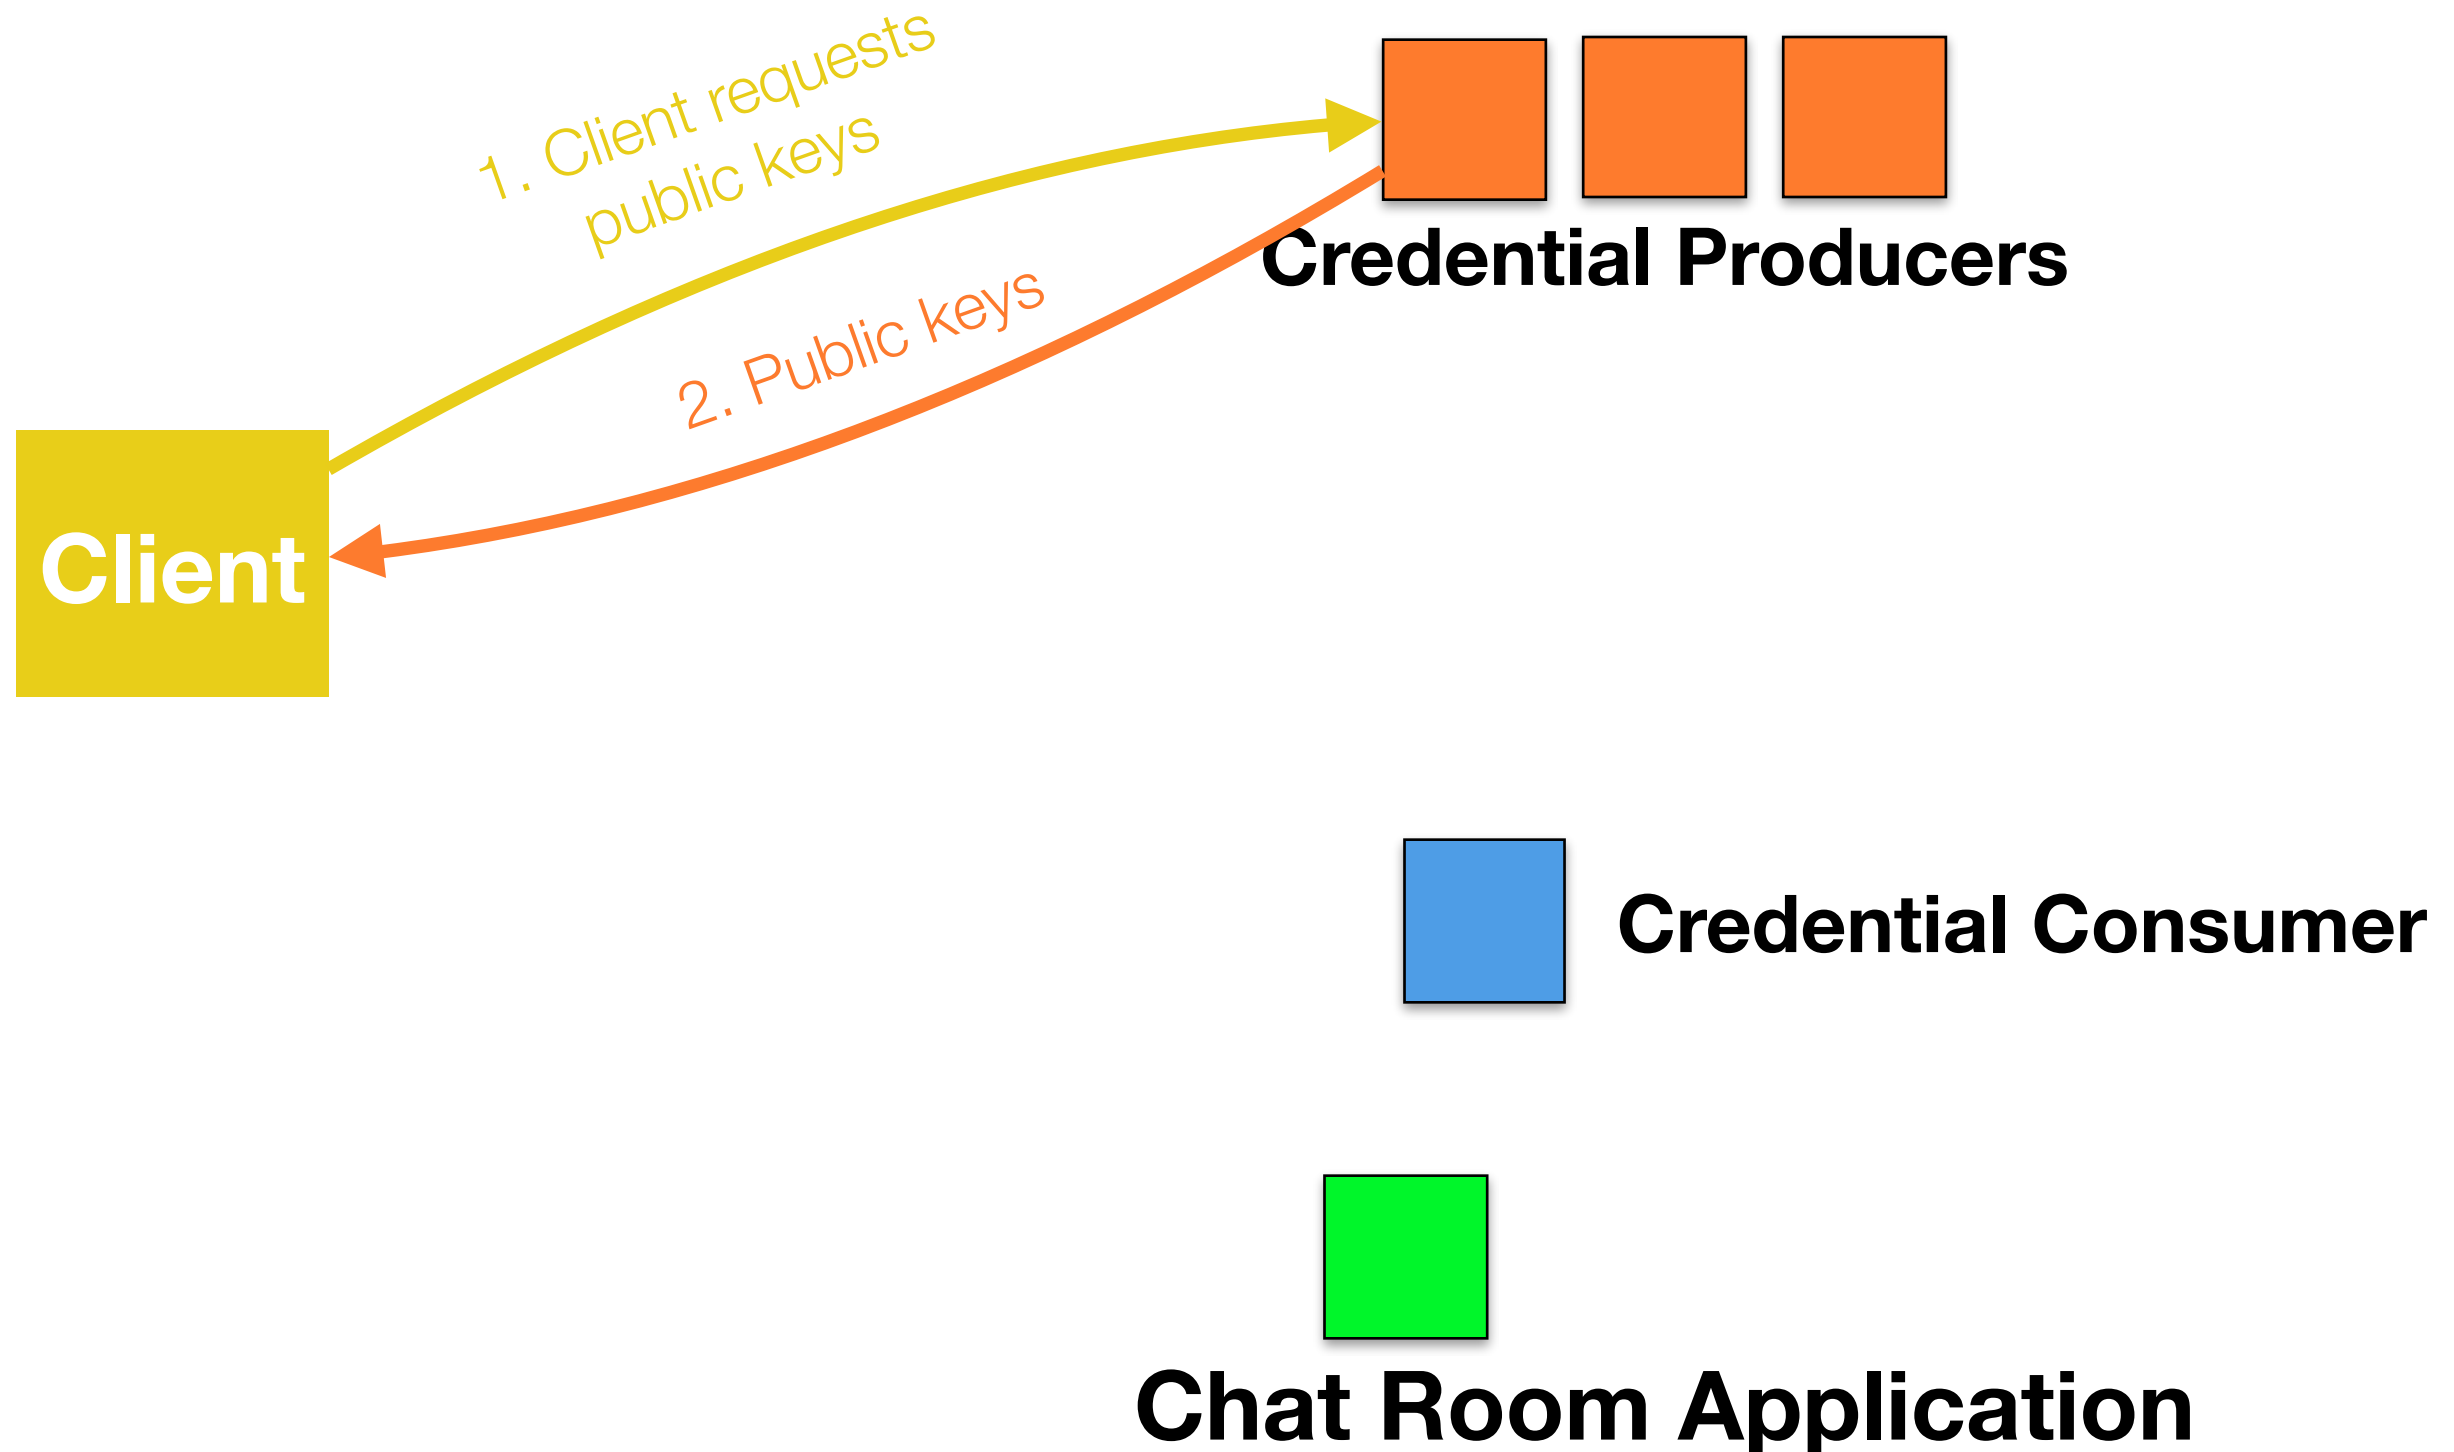 1. Client requests
public keys
Credential Producers
2. Public keys
Client
Credential Consumer
Chat Room Application